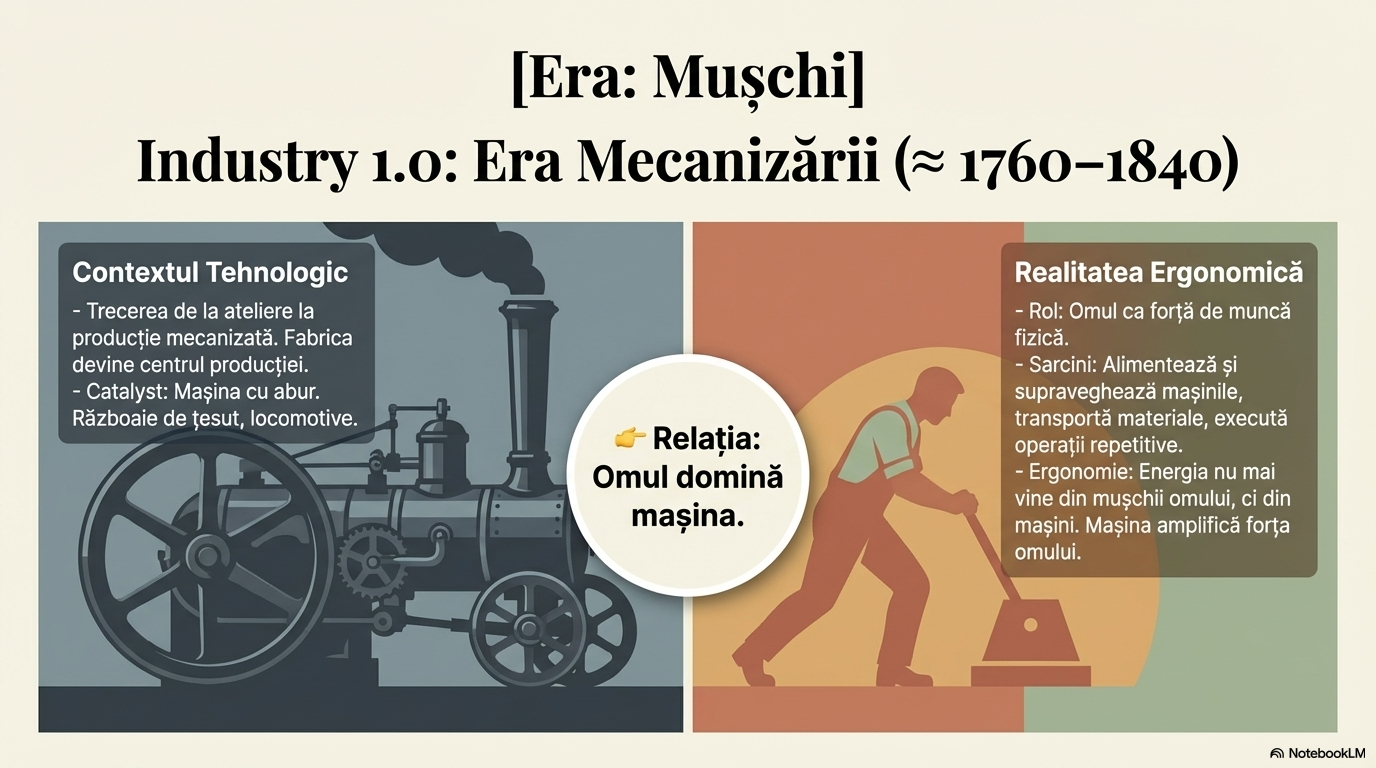 [Era: Mușchi]
Industry 1.0: Era Mecanizării (≈ 1760–1840)
Contextul Tehnologic
- Trecerea de la ateliere la
producție mecanizată. Fabrica
devine centrul producției.
- Catalyst: Mașina cu abur.
Războaie de țesut, locomotive.
👉 Relația:
Omul domină
mașina.
Realitatea Ergonomică
- Rol: Omul ca forță de muncă
fizică.
- Sarcini: Alimentează și
supraveghează mașinile,
transportă materiale, execută
operații repetitive.
- Ergonomie: Energia nu mai
vine din mușchii omului, ci din
mașini. Mașina amplifică forța
omului.
NotebookLM